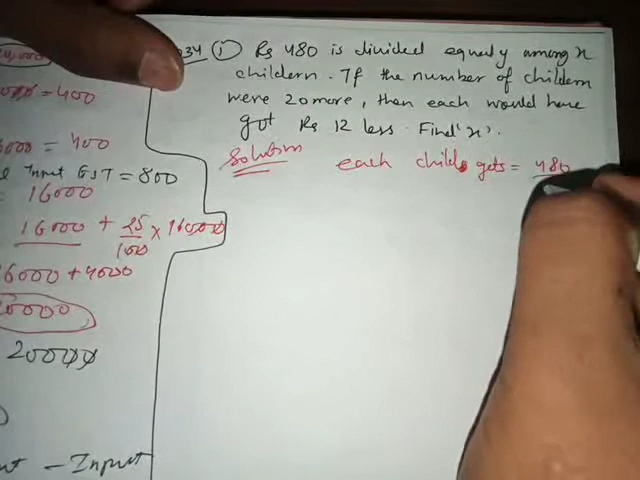 34 (i) Rs 480 is divided equaly among x
childern. If the number of childern
were 20 more, then each would have
got Rs 12 less. Find 'x'.
Solution each child gets = 480
= 400
000 = 400
Input GST = 800
16000
16000 + 25/100 × 16000
16000 + 4000
20000
20000
- Input